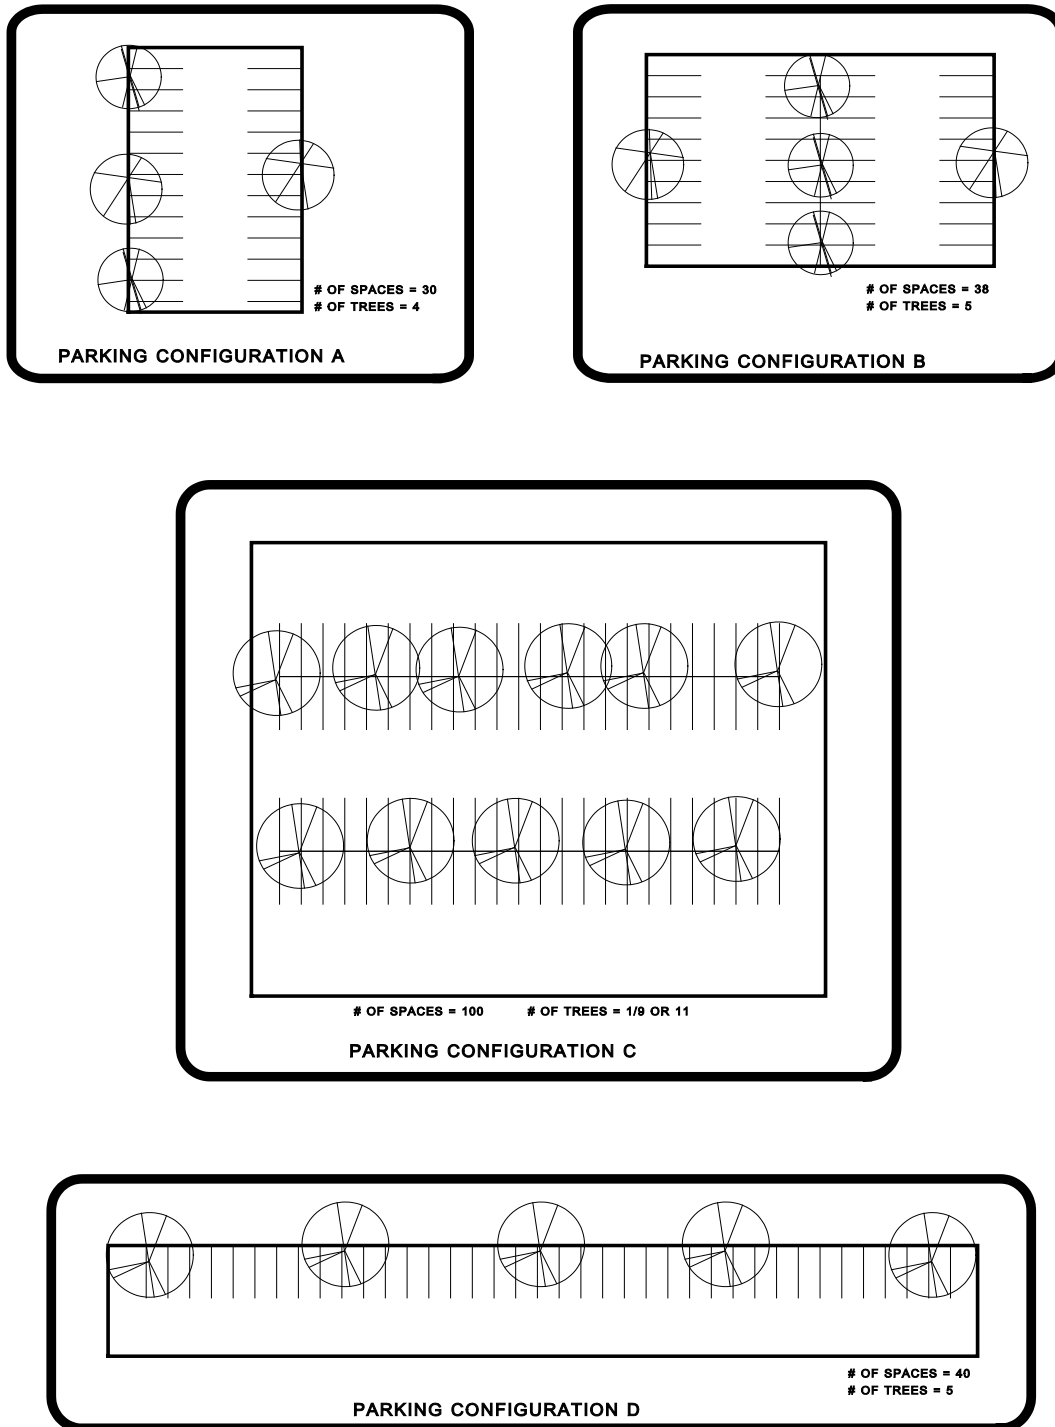 # OF SPACES = 30
# OF TREES = 4
PARKING CONFIGURATION A
# OF SPACES = 38
# OF TREES = 5
PARKING CONFIGURATION B
# OF SPACES = 100 # OF TREES = 1/9 OR 11
PARKING CONFIGURATION C
# OF SPACES = 40
# OF TREES = 5
PARKING CONFIGURATION D